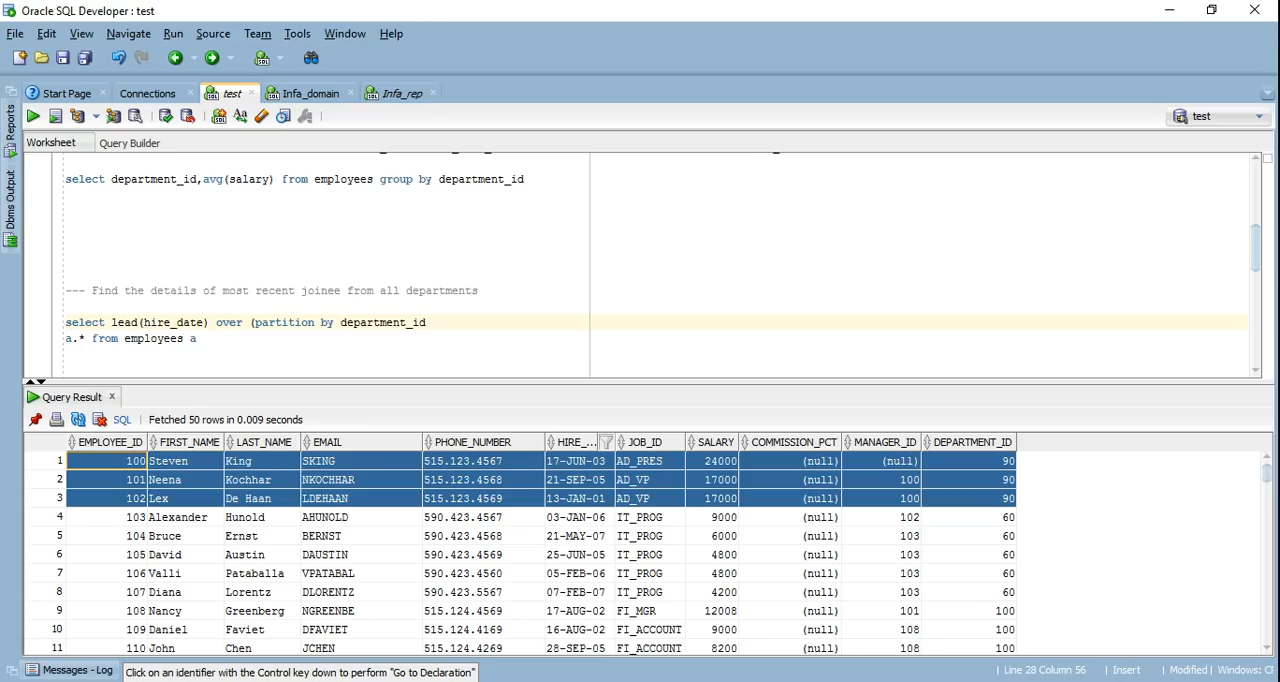 Oracle SQL Developer : test
File Edit View Navigate Run Source Team Tools Window Help
Start Page Connections test Infa_domain Infa_rep
Reports
Dbms Output
test
Worksheet Query Builder
select department_id,avg(salary) from employees group by department_id
--- Find the details of most recent joinee from all departments
select lead(hire_date) over (partition by department_id
a.* from employees a
Query Result
SQL Fetched 50 rows in 0.009 seconds
EMPLOYEE_ID FIRST_NAME LAST_NAME EMAIL PHONE_NUMBER HIRE_... JOB_ID SALARY COMMISSION_PCT MANAGER_ID DEPARTMENT_ID
1 100 Steven King SKING 515.123.4567 17-JUN-03 AD_PRES 24000 (null) (null) 90
2 101 Neena Kochhar NKOCHHAR 515.123.4568 21-SEP-05 AD_VP 17000 (null) 100 90
3 102 Lex De Haan LDEHAAN 515.123.4569 13-JAN-01 AD_VP 17000 (null) 100 90
4 103 Alexander Hunold AHUNOLD 590.423.4567 03-JAN-06 IT_PROG 9000 (null) 102 60
5 104 Bruce Ernst BERNST 590.423.4568 21-MAY-07 IT_PROG 6000 (null) 103 60
6 105 David Austin DAUSTIN 590.423.4569 25-JUN-05 IT_PROG 4800 (null) 103 60
7 106 Valli Pataballa VPATABAL 590.423.4560 05-FEB-06 IT_PROG 4800 (null) 103 60
8 107 Diana Lorentz DLORENTZ 590.423.5567 07-FEB-07 IT_PROG 4200 (null) 103 60
9 108 Nancy Greenberg NGREENBE 515.124.4569 17-AUG-02 FI_MGR 12008 (null) 101 100
10 109 Daniel Faviet DFAVIET 515.124.4169 16-AUG-02 FI_ACCOUNT 9000 (null) 108 100
11 110 John Chen JCHEN 515.124.4269 28-SEP-05 FI_ACCOUNT 8200 (null) 108 100
Messages - Log Click on an identifier with the Control key down to perform "Go to Declaration" Line 28 Column 56 Insert Modified Windows: